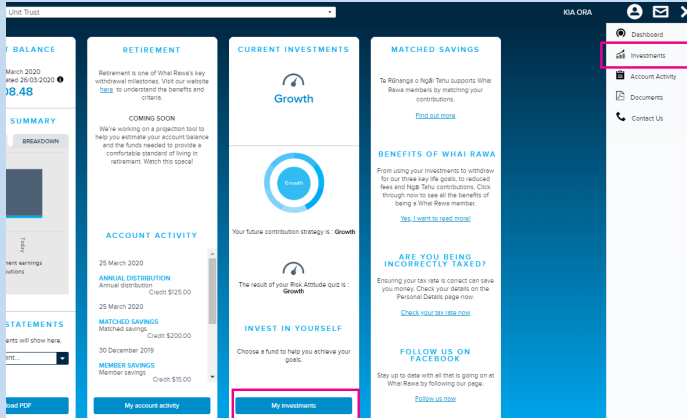 Unit Trust
KIA ORA
Dashboard
Investments
Account Activity
Documents
Contact Us
T BALANCE
March 2020
ated 26/03/2020
08.48
SUMMARY
BREAKDOWN
Today
ment earnings
butions
STATEMENTS
ents will show here.
ent...
load PDF
RETIREMENT
Retirement is one of Whai Rawa's key
withdrawal milestones. Visit our website
here to understand the benefits and
criteria.
COMING SOON
We're working on a projection tool to
help you estimate your account balance
and the funds needed to provide a
comfortable standard of living in
retirement. Watch this space!
ACCOUNT ACTIVITY
25 March 2020
ANNUAL DISTRIBUTION
Annual distribution
Credit $125.00
25 March 2020
MATCHED SAVINGS
Matched savings
Credit $200.00
30 December 2019
MEMBER SAVINGS
Member savings
Credit $15.00
My account activity
CURRENT INVESTMENTS
Growth
Growth
Your future contribution strategy is : Growth
The result of your Risk Attitude quiz is :
Growth
INVEST IN YOURSELF
Choose a fund to help you achieve your
goals.
My investments
MATCHED SAVINGS
Te Rūnanga o Ngāi Tahu supports Whai
Rawa members by matching your
contributions.
Find out more
BENEFITS OF WHAI RAWA
From using your investments to withdraw
for our three key life goals, to reduced
fees and Ngāi Tahu contributions. Click
through now to see all the benefits of
being a Whai Rawa member.
Yes, I want to read more!
ARE YOU BEING
INCORRECTLY TAXED?
Ensuring your tax rate is correct can save
you money. Check your details on the
Personal Details page now.
Check your tax rate now
FOLLOW US ON
FACEBOOK
Stay up to date with all that is going on at
Whai Rawa by following our page.
Follow us now